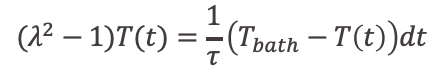 (λ² − 1)T(t) = 1/τ (T_bath − T(t))dt